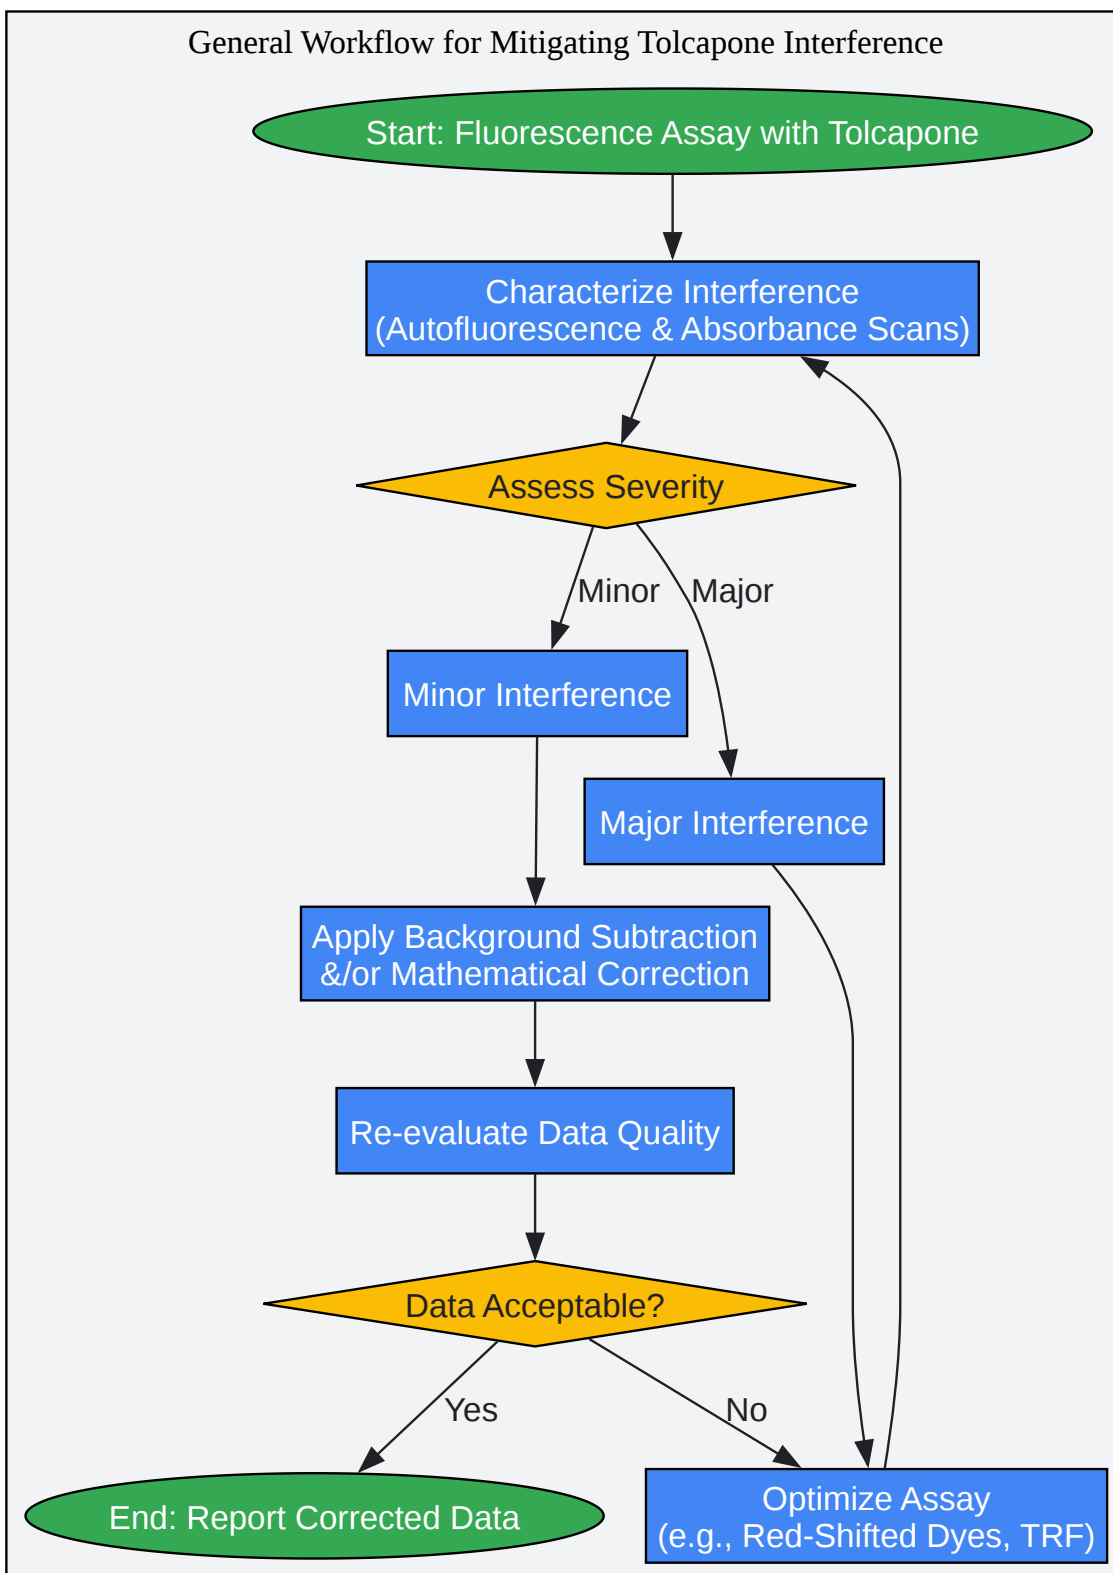 General Workflow for Mitigating Tolcapone Interference
Start: Fluorescence Assay with Tolcapone
Characterize Interference
(Autofluorescence & Absorbance Scans)
Assess Severity
Minor
Major
Minor Interference
Major Interference
Apply Background Subtraction
&/or Mathematical Correction
Re-evaluate Data Quality
Data Acceptable?
Yes
No
End: Report Corrected Data
Optimize Assay
(e.g., Red-Shifted Dyes, TRF)